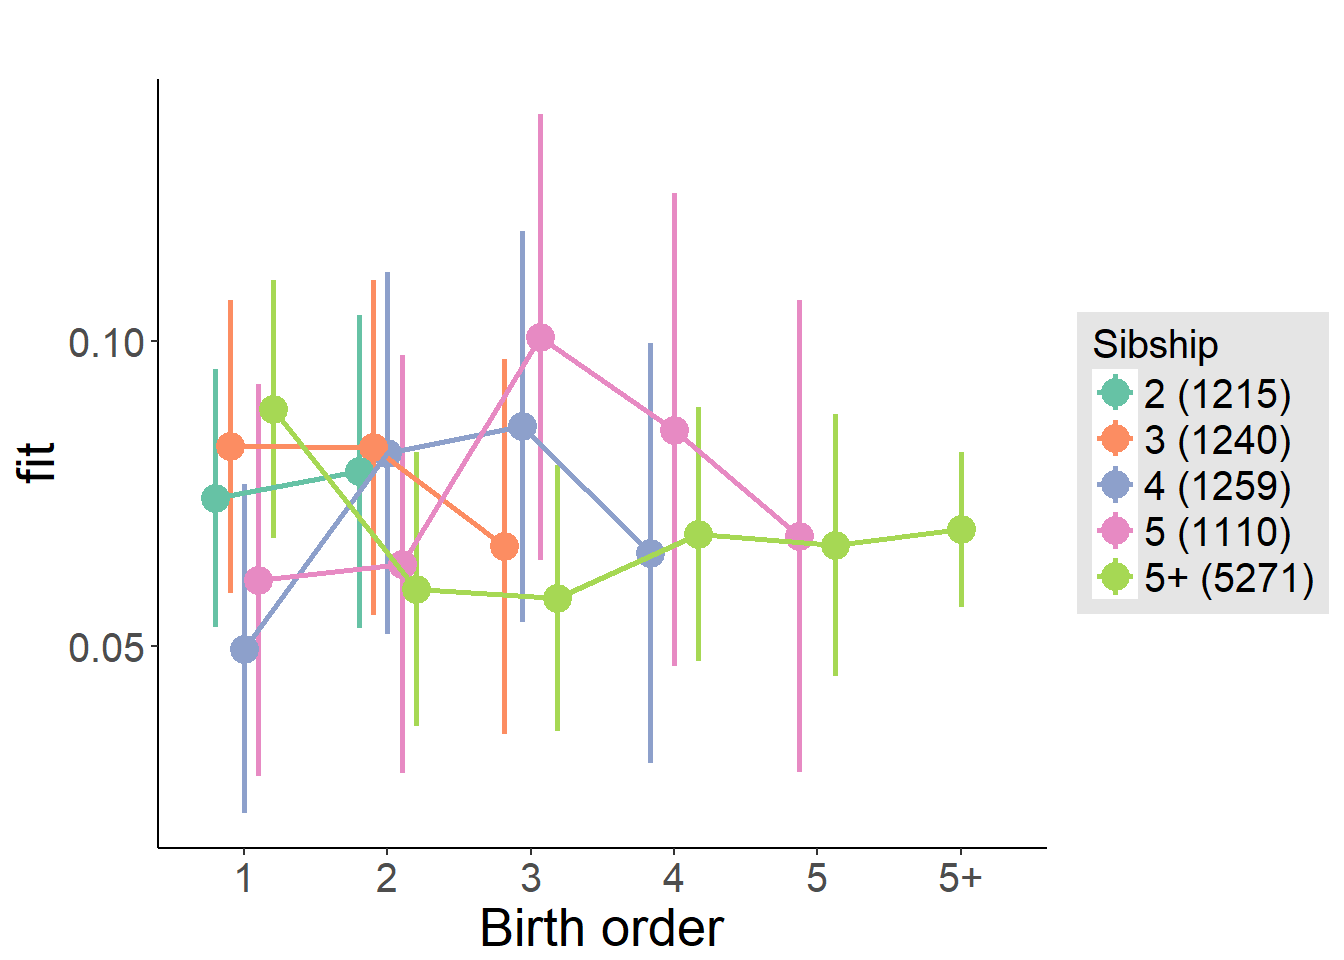 fit
0.10
0.05
1 2 3 4 5 5+
Birth order
Sibship
2 (1215)
3 (1240)
4 (1259)
5 (1110)
5+ (5271)